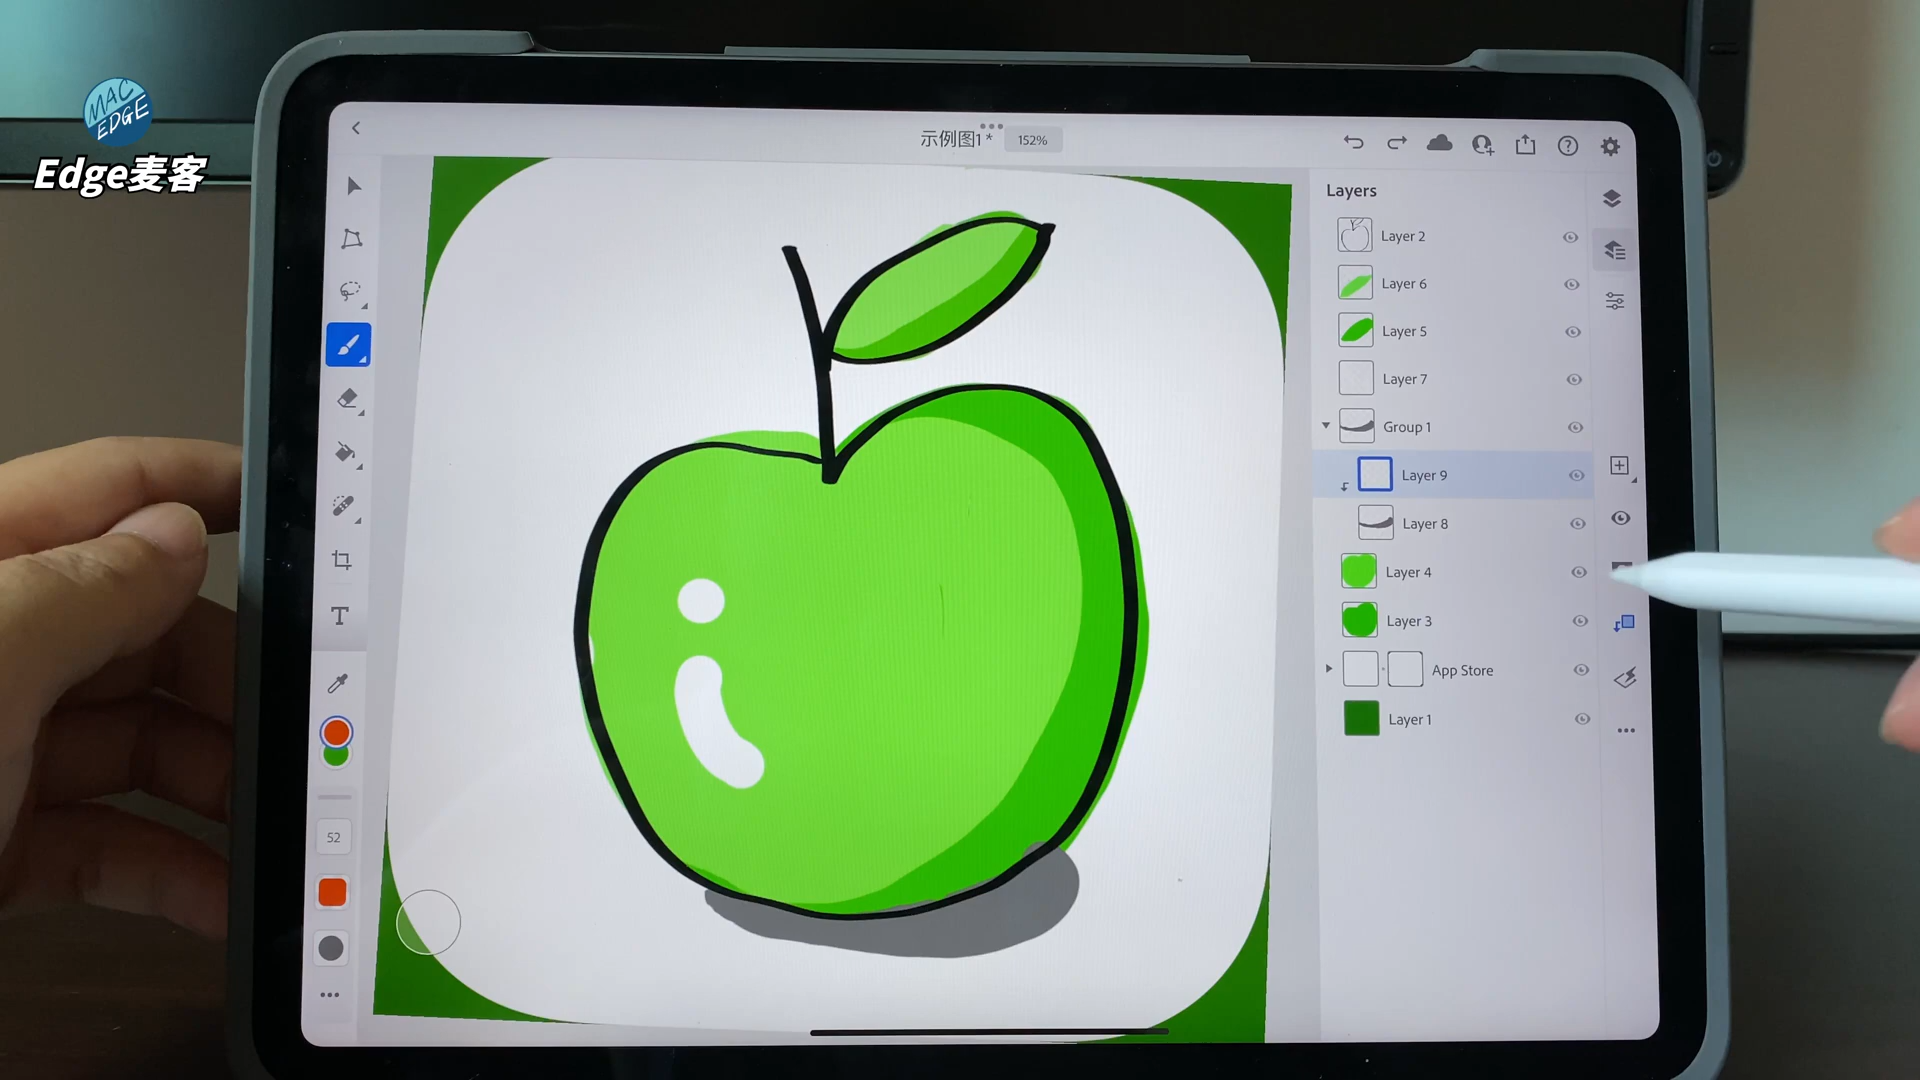 MAC
EDGE
Edge麦客
示例图1*
152%
Layers
Layer 2
Layer 6
Layer 5
Layer 7
Group 1
Layer 9
Layer 8
Layer 4
Layer 3
App Store
Layer 1
T
52